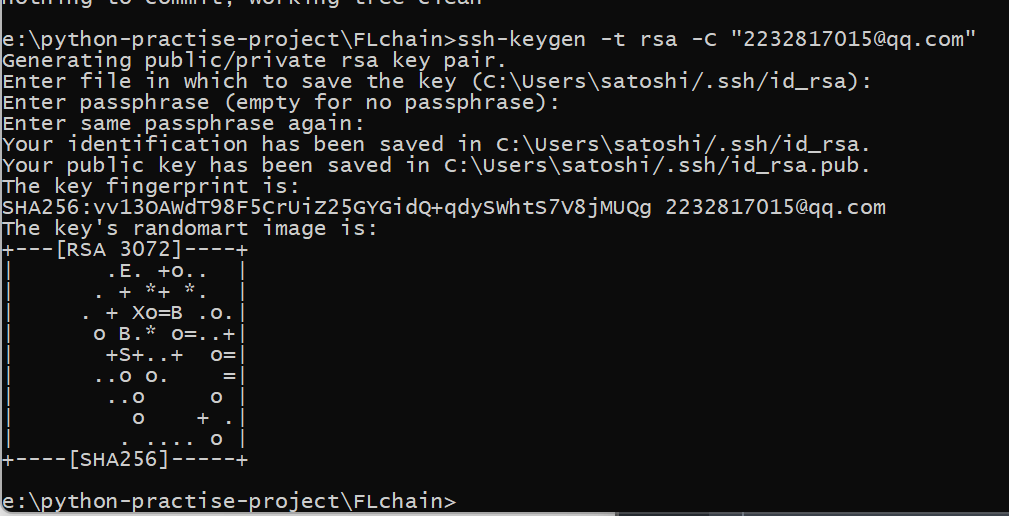 nothing to commit, working tree clean
e:\python-practise-project\FLchain>ssh-keygen -t rsa -C "2232817015@qq.com"
Generating public/private rsa key pair.
Enter file in which to save the key (C:\Users\satoshi/.ssh/id_rsa):
Enter passphrase (empty for no passphrase):
Enter same passphrase again:
Your identification has been saved in C:\Users\satoshi/.ssh/id_rsa.
Your public key has been saved in C:\Users\satoshi/.ssh/id_rsa.pub.
The key fingerprint is:
SHA256:vv13OAWdT98F5CrUiZ25GYGidQ+qdySWhtS7V8jMUQg 2232817015@qq.com
The key's randomart image is:
+---[RSA 3072]----+
|       .E. +o..  |
|      . + *+ *.  |
|     . + Xo=B .o.|
|      o B.* o=..+|
|       +S+..+  o=|
|      ..o o.    =|
|       ..o     o |
|         o    + .|
|        . .... o |
+----[SHA256]-----+
e:\python-practise-project\FLchain>